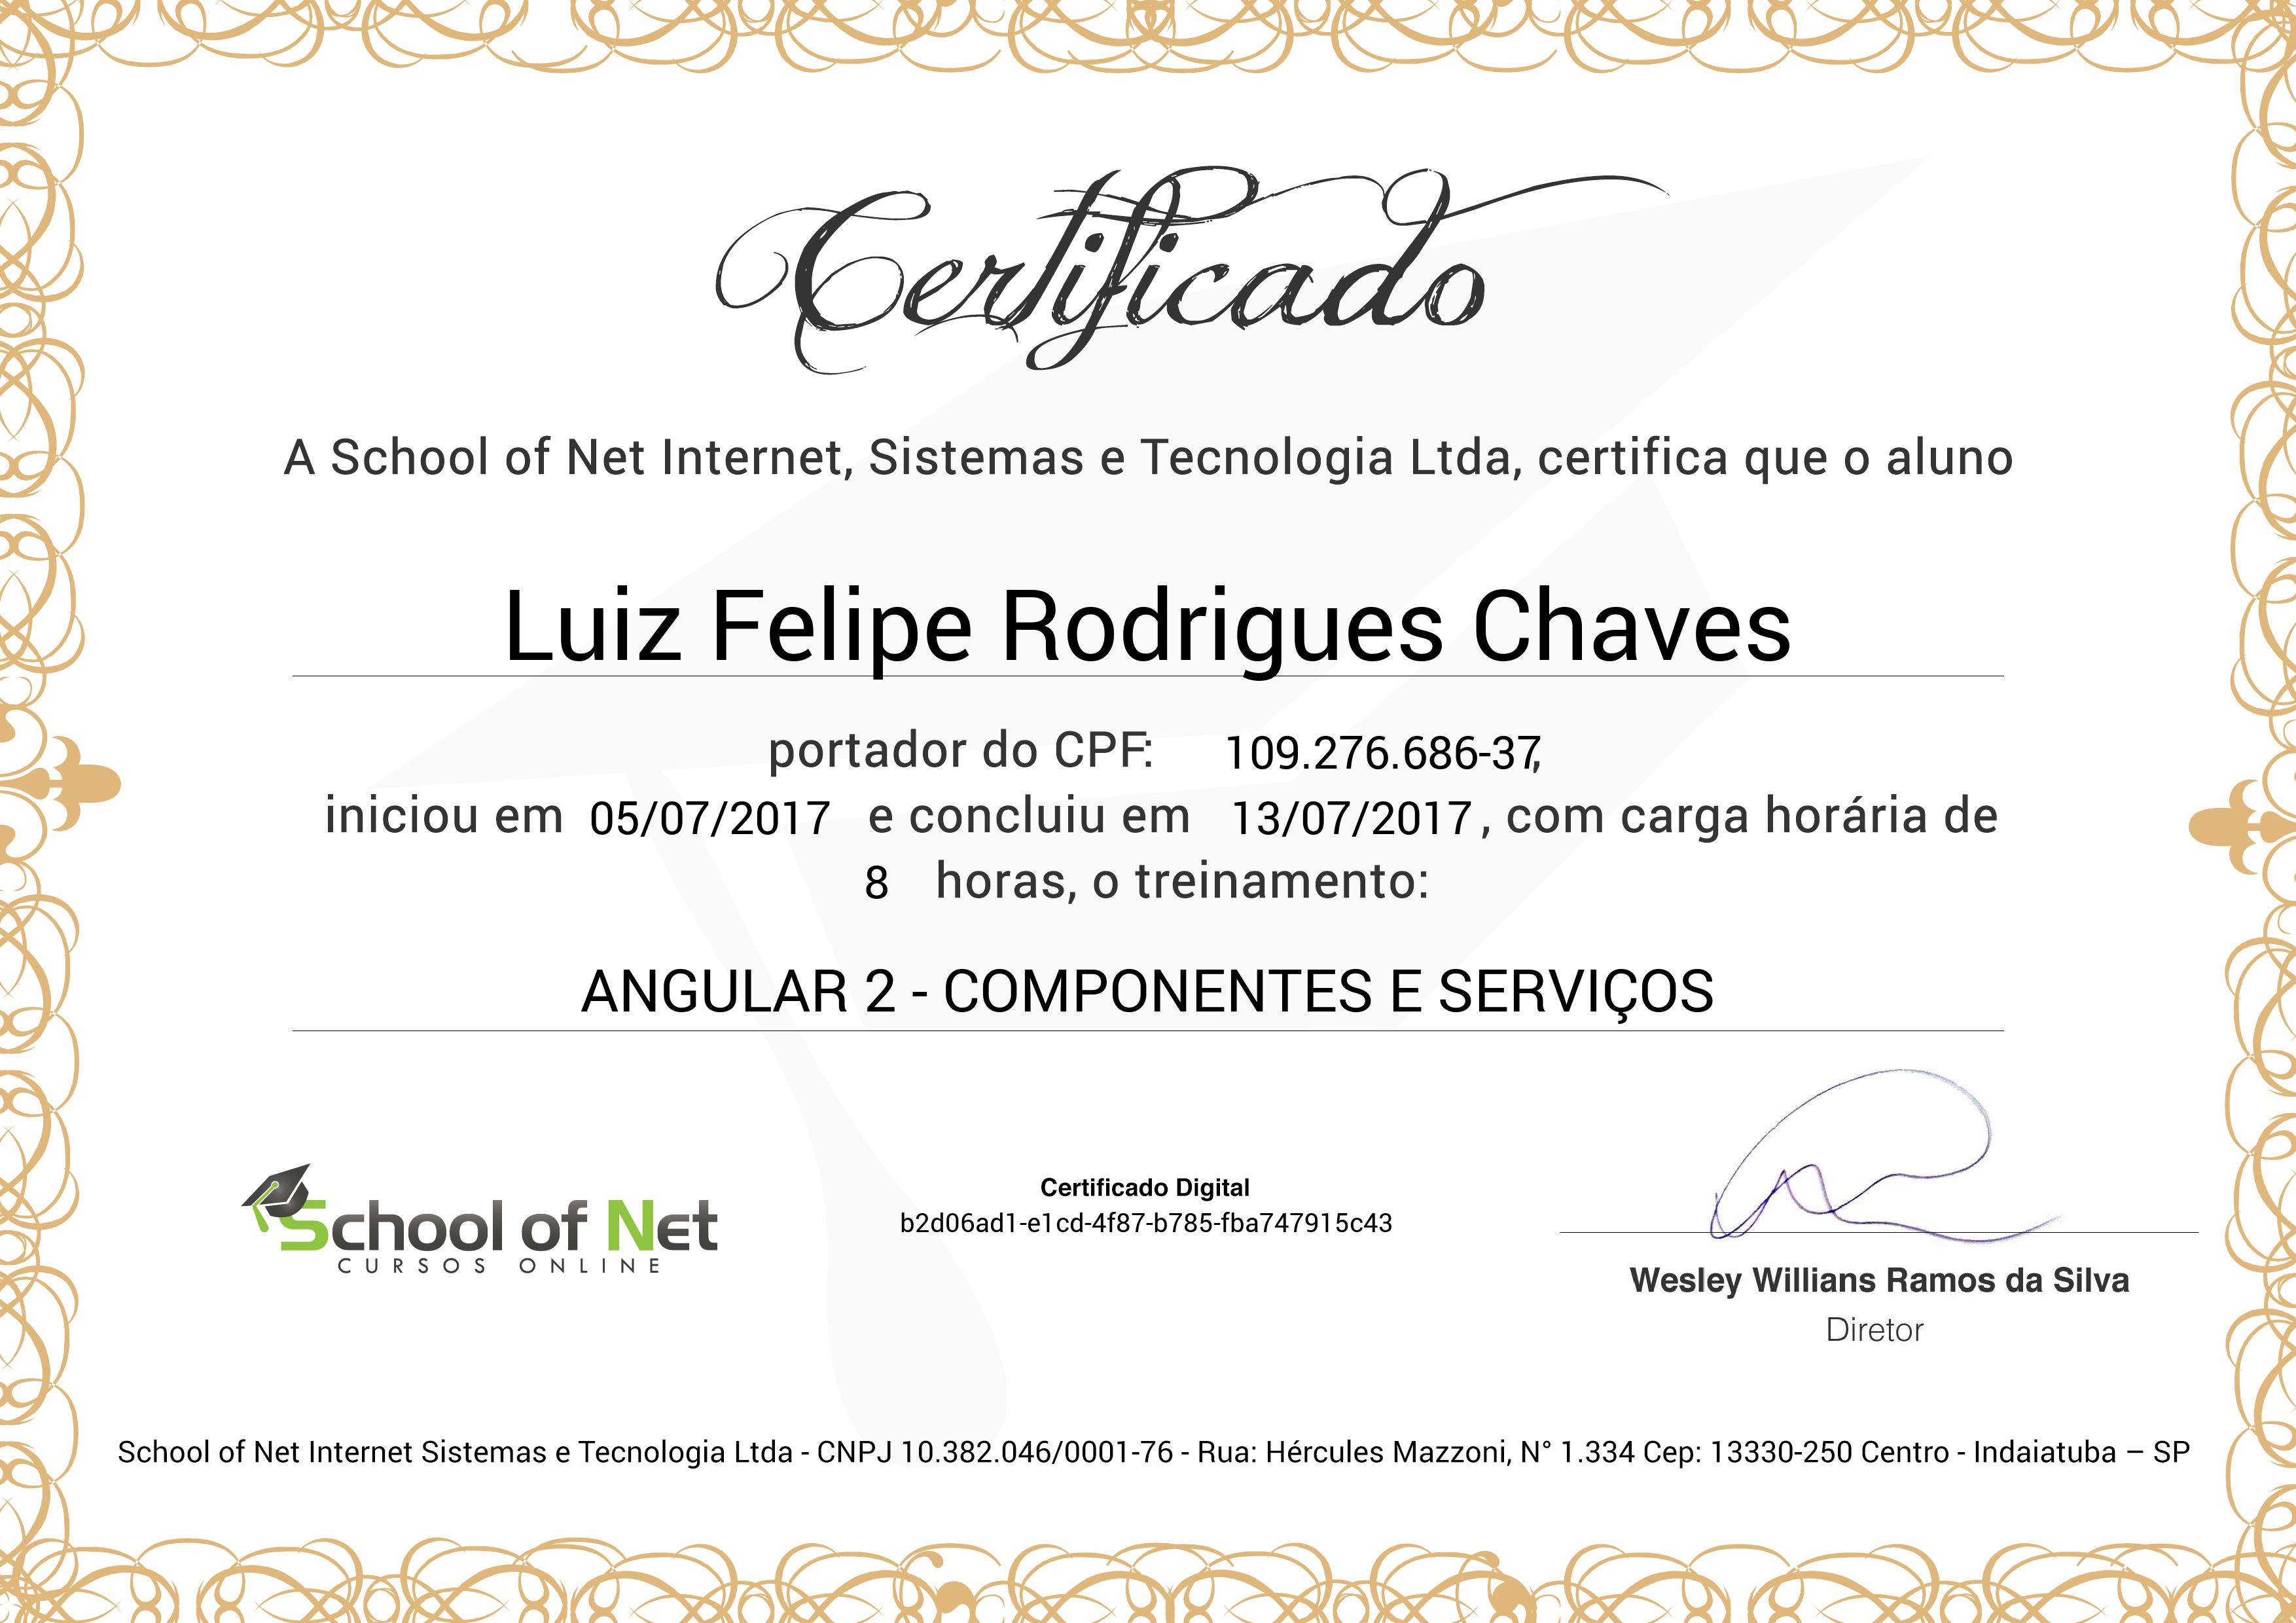 Certificado
A School of Net Internet, Sistemas e Tecnologia Ltda, certifica que o aluno
Luiz Felipe Rodrigues Chaves
portador do CPF: 109.276.686-37,
iniciou em 05/07/2017 e concluiu em 13/07/2017, com carga horária de
8 horas, o treinamento:
ANGULAR 2 - COMPONENTES E SERVIÇOS
School of Net
CURSOS ONLINE
Certificado Digital
b2d06ad1-e1cd-4f87-b785-fba747915c43
Wesley Willians Ramos da Silva
Diretor
School of Net Internet Sistemas e Tecnologia Ltda - CNPJ 10.382.046/0001-76 - Rua: Hércules Mazzoni, N° 1.334 Cep: 13330-250 Centro - Indaiatuba – SP